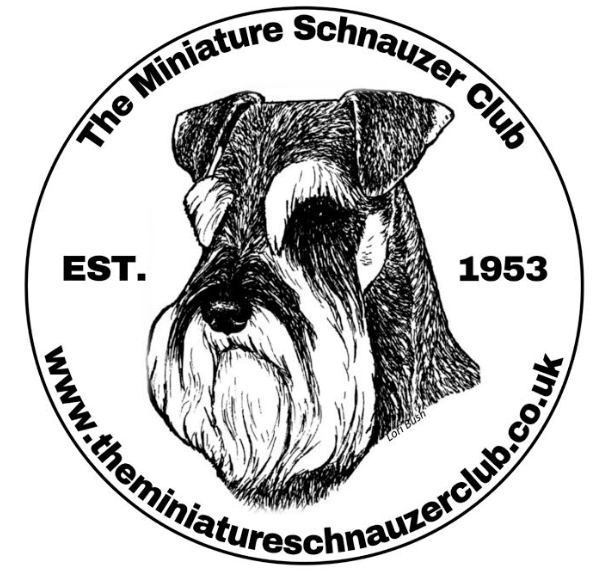 The Miniature Schnauzer Club
EST. 1953
Lori Bush
www.theminiatureschnauzerclub.co.uk